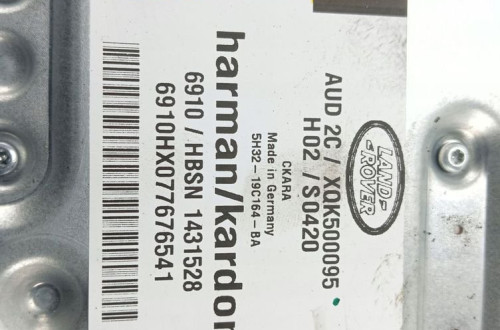 LAND-
-ROVER
AUD 2C / XQK500095
H02 / S0420
CKARA
Made in Germany
5H32-19C164-BA
harman/kardon
6910 / HBSN 1431528
6910HX077676541